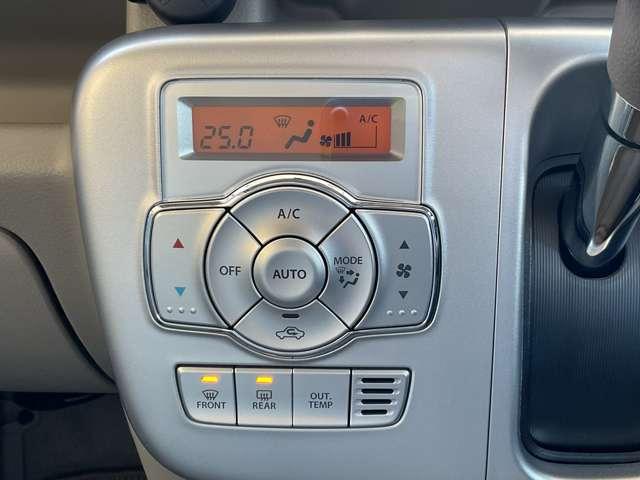 A/C
25.0
A/C
OFF
AUTO
MODE
FRONT
REAR
OUT.
TEMP